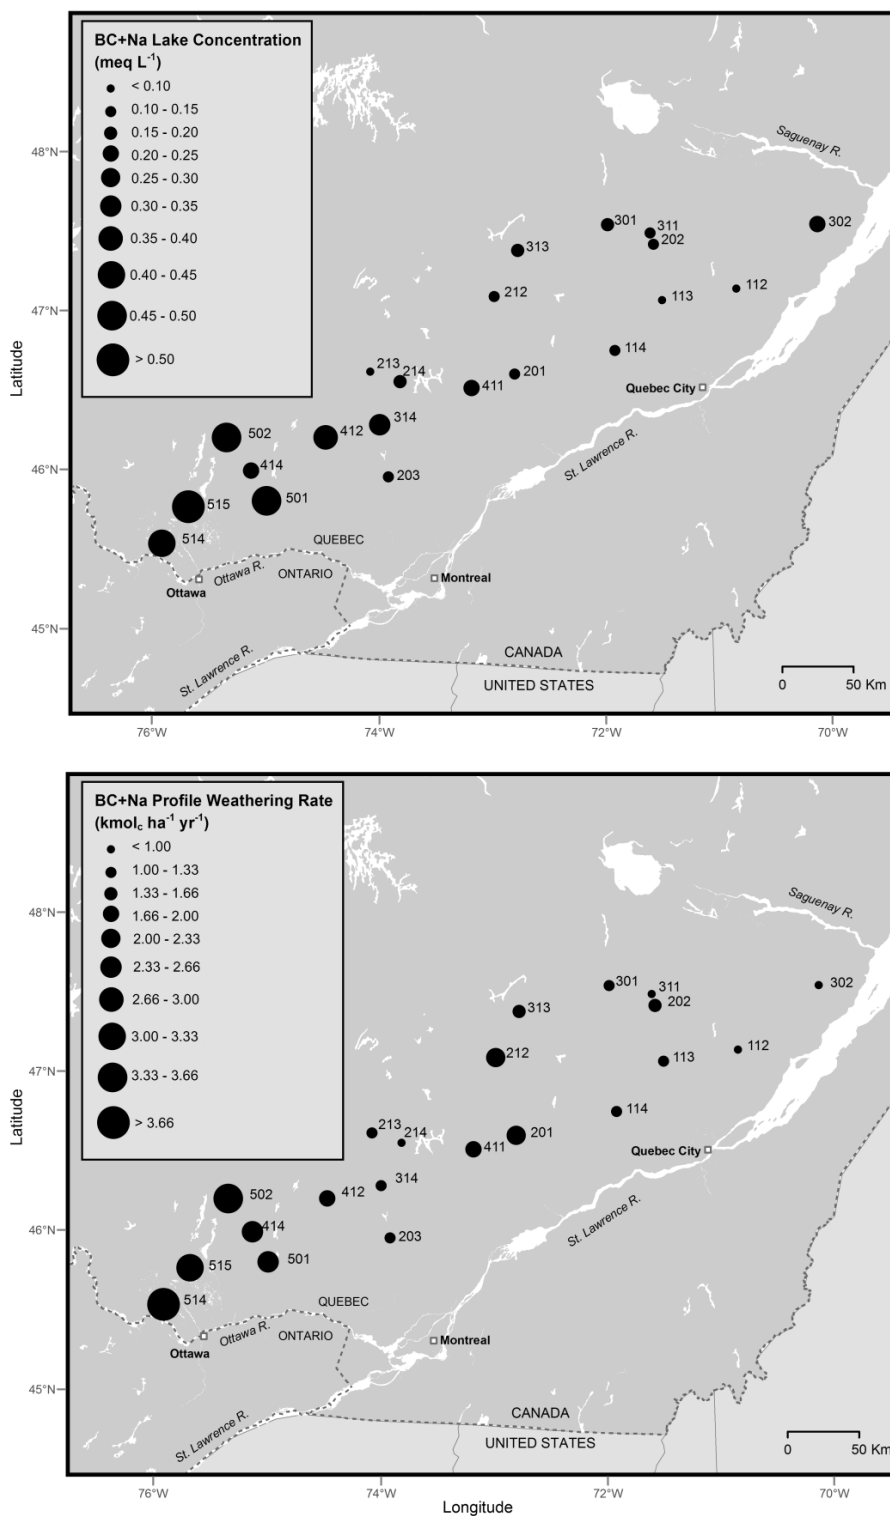 BC+Na Lake Concentration
(meq L-1)
< 0.10
0.10 - 0.15
0.15 - 0.20
0.20 - 0.25
0.25 - 0.30
0.30 - 0.35
0.35 - 0.40
0.40 - 0.45
0.45 - 0.50
> 0.50
Saguenay R.
48°N
301
311
302
202
313
47°N
212
113
112
114
Latitude
213
214
201
411
Quebec City
314
412
502
St. Lawrence R.
46°N
414
203
515
501
514
QUEBEC
Ottawa R.
ONTARIO
Montreal
Ottawa
45°N
St. Lawrence R.
CANADA
UNITED STATES
0 50 Km
76°W 74°W 72°W 70°W
BC+Na Profile Weathering Rate
(kmolc ha-1 yr-1)
< 1.00
1.00 - 1.33
1.33 - 1.66
1.66 - 2.00
2.00 - 2.33
2.33 - 2.66
2.66 - 3.00
3.00 - 3.33
3.33 - 3.66
> 3.66
Saguenay R.
48°N
301
311
302
202
313
47°N
212
113
112
114
Latitude
213
214
201
411
Quebec City
314
412
502
St. Lawrence R.
46°N
414
203
515
501
514
QUEBEC
Ottawa R.
ONTARIO
Montreal
Ottawa
45°N
St. Lawrence R.
CANADA
UNITED STATES
0 50 Km
76°W 74°W 72°W 70°W
Longitude